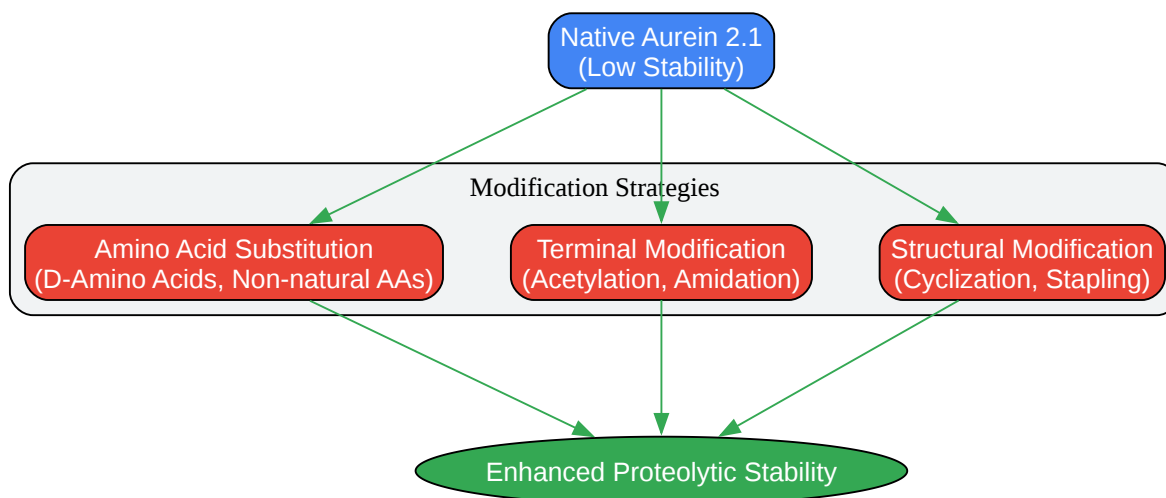 Native Aurein 2.1
(Low Stability)
Modification Strategies
Amino Acid Substitution
(D-Amino Acids, Non-natural AAs)
Terminal Modification
(Acetylation, Amidation)
Structural Modification
(Cyclization, Stapling)
Enhanced Proteolytic Stability